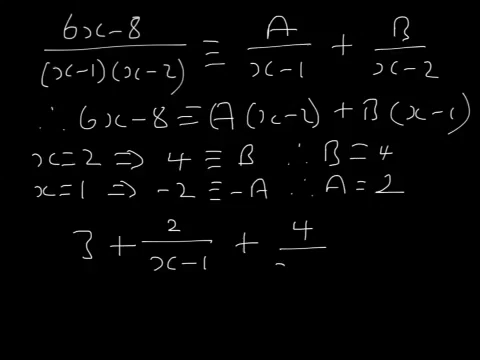 6x-8/(x-1)(x-2) ≡ A/x-1 + B/x-2
∴ 6x-8 ≡ A(x-2) + B(x-1)
x=2 ⇒ 4 ≡ B ∴ B=4
x=1 ⇒ -2 ≡ -A ∴ A=2
3 + 2/x-1 + 4/